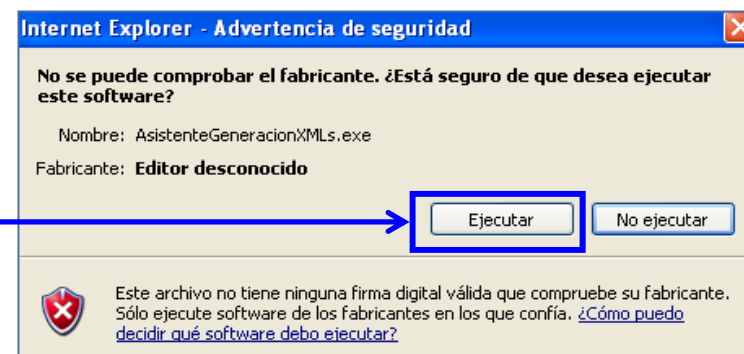 Internet Explorer - Advertencia de seguridad
No se puede comprobar el fabricante. ¿Está seguro de que desea ejecutar
este software?
Nombre: AsistenteGeneracionXMLs.exe
Fabricante: Editor desconocido
Ejecutar
No ejecutar
Este archivo no tiene ninguna firma digital válida que compruebe su fabricante.
Sólo ejecute software de los fabricantes en los que confía. ¿Cómo puedo
decidir qué software debo ejecutar?